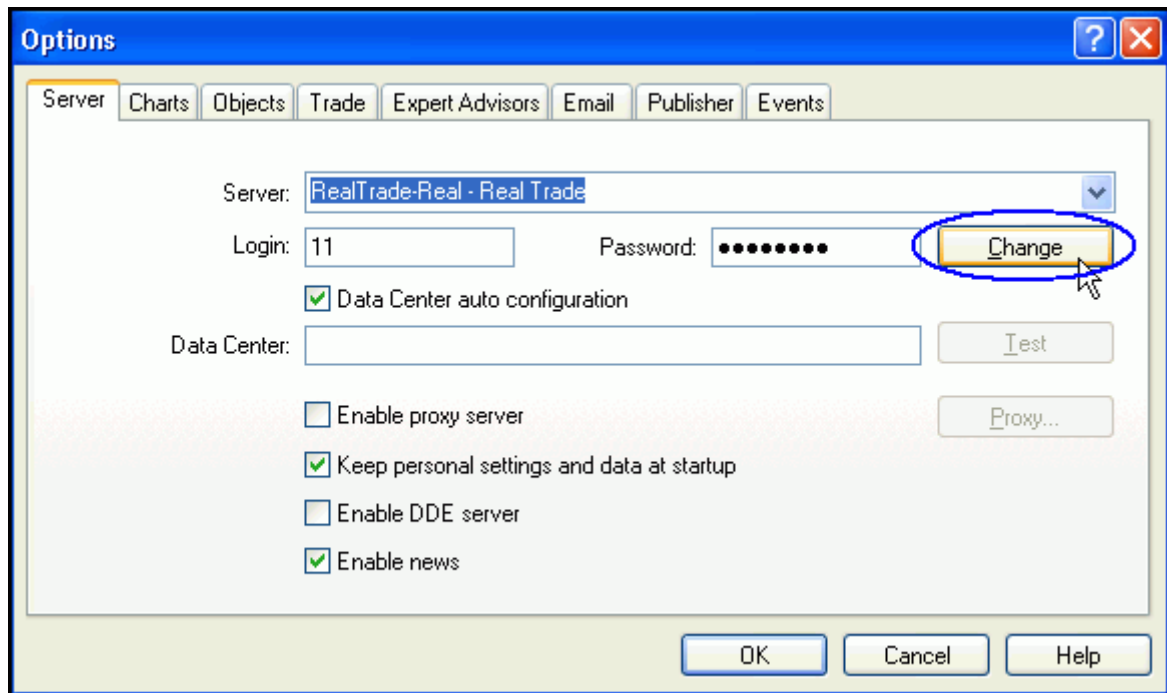 Options
Server Charts Objects Trade Expert Advisors Email Publisher Events
Server: RealTrade-Real - Real Trade
Login: 11 Password: ●●●●●●●● Change
Data Center auto configuration
Data Center: Test
Enable proxy server Proxy...
Keep personal settings and data at startup
Enable DDE server
Enable news
OK Cancel Help